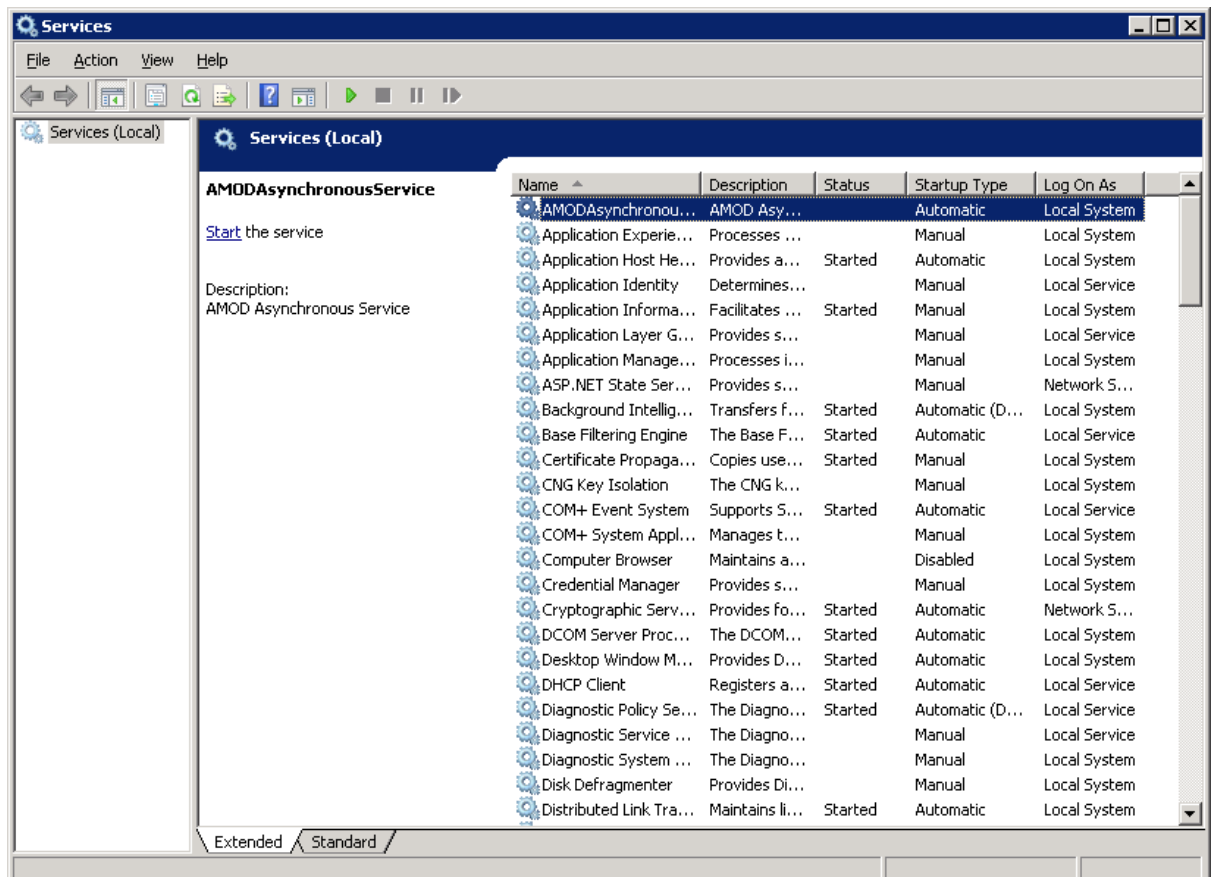 Services
File Action View Help
Services (Local)
Services (Local)
AMODAsynchronousService
Start the service
Description:
AMOD Asynchronous Service
Name Description Status Startup Type Log On As
AMODAsynchronou... AMOD Asy... Automatic Local System
Application Experie... Processes ... Manual Local System
Application Host He... Provides a... Started Automatic Local System
Application Identity Determines... Manual Local Service
Application Informa... Facilitates ... Started Manual Local System
Application Layer G... Provides s... Manual Local Service
Application Manage... Processes i... Manual Local System
ASP.NET State Ser... Provides s... Manual Network S...
Background Intellig... Transfers f... Started Automatic (D... Local System
Base Filtering Engine The Base F... Started Automatic Local Service
Certificate Propaga... Copies use... Started Manual Local System
CNG Key Isolation The CNG k... Manual Local System
COM+ Event System Supports S... Started Automatic Local Service
COM+ System Appl... Manages t... Manual Local System
Computer Browser Maintains a... Disabled Local System
Credential Manager Provides s... Manual Local System
Cryptographic Serv... Provides fo... Started Automatic Network S...
DCOM Server Proc... The DCOM... Started Automatic Local System
Desktop Window M... Provides D... Started Automatic Local System
DHCP Client Registers a... Started Automatic Local Service
Diagnostic Policy Se... The Diagno... Started Automatic (D... Local Service
Diagnostic Service ... The Diagno... Manual Local Service
Diagnostic System ... The Diagno... Manual Local System
Disk Defragmenter Provides Di... Manual Local System
Distributed Link Tra... Maintains li... Started Automatic Local System
Extended Standard